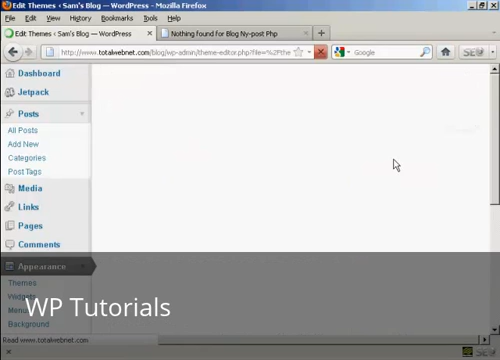 Edit Themes ‹ Sam's Blog — WordPress - Mozilla Firefox
File Edit View History Bookmarks Tools Help
Edit Themes ‹ Sam's Blog — WordPress
Nothing found for Blog Ny-post Php
http://www.totalwebnet.com/blog/wp-admin/theme-editor.php?file=%2Fthe
Google
Dashboard
Jetpack
Posts
All Posts
Add New
Categories
Post Tags
Media
Links
Pages
Comments
Appearance
Themes
Widgets
Menus
Background
WP Tutorials
Read www.totalwebnet.com